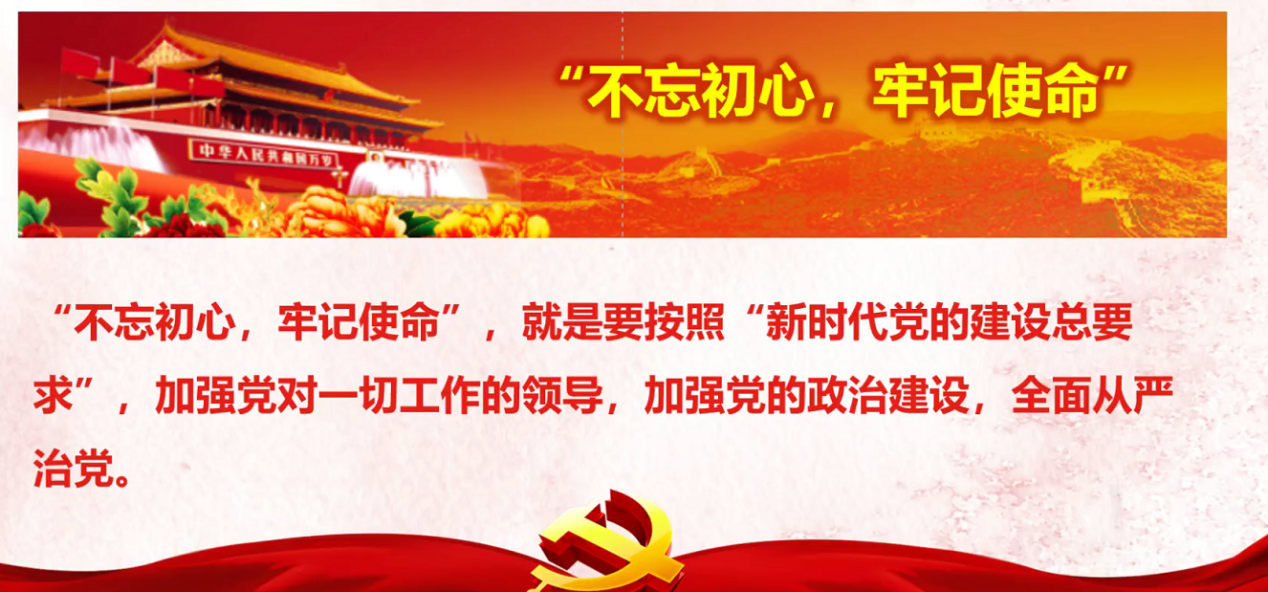 “不忘初心，牢记使命”
中华人民共和国万岁
“不忘初心，牢记使命”，就是要按照“新时代党的建设总要
求”，加强党对一切工作的领导，加强党的政治建设，全面从严
治党。